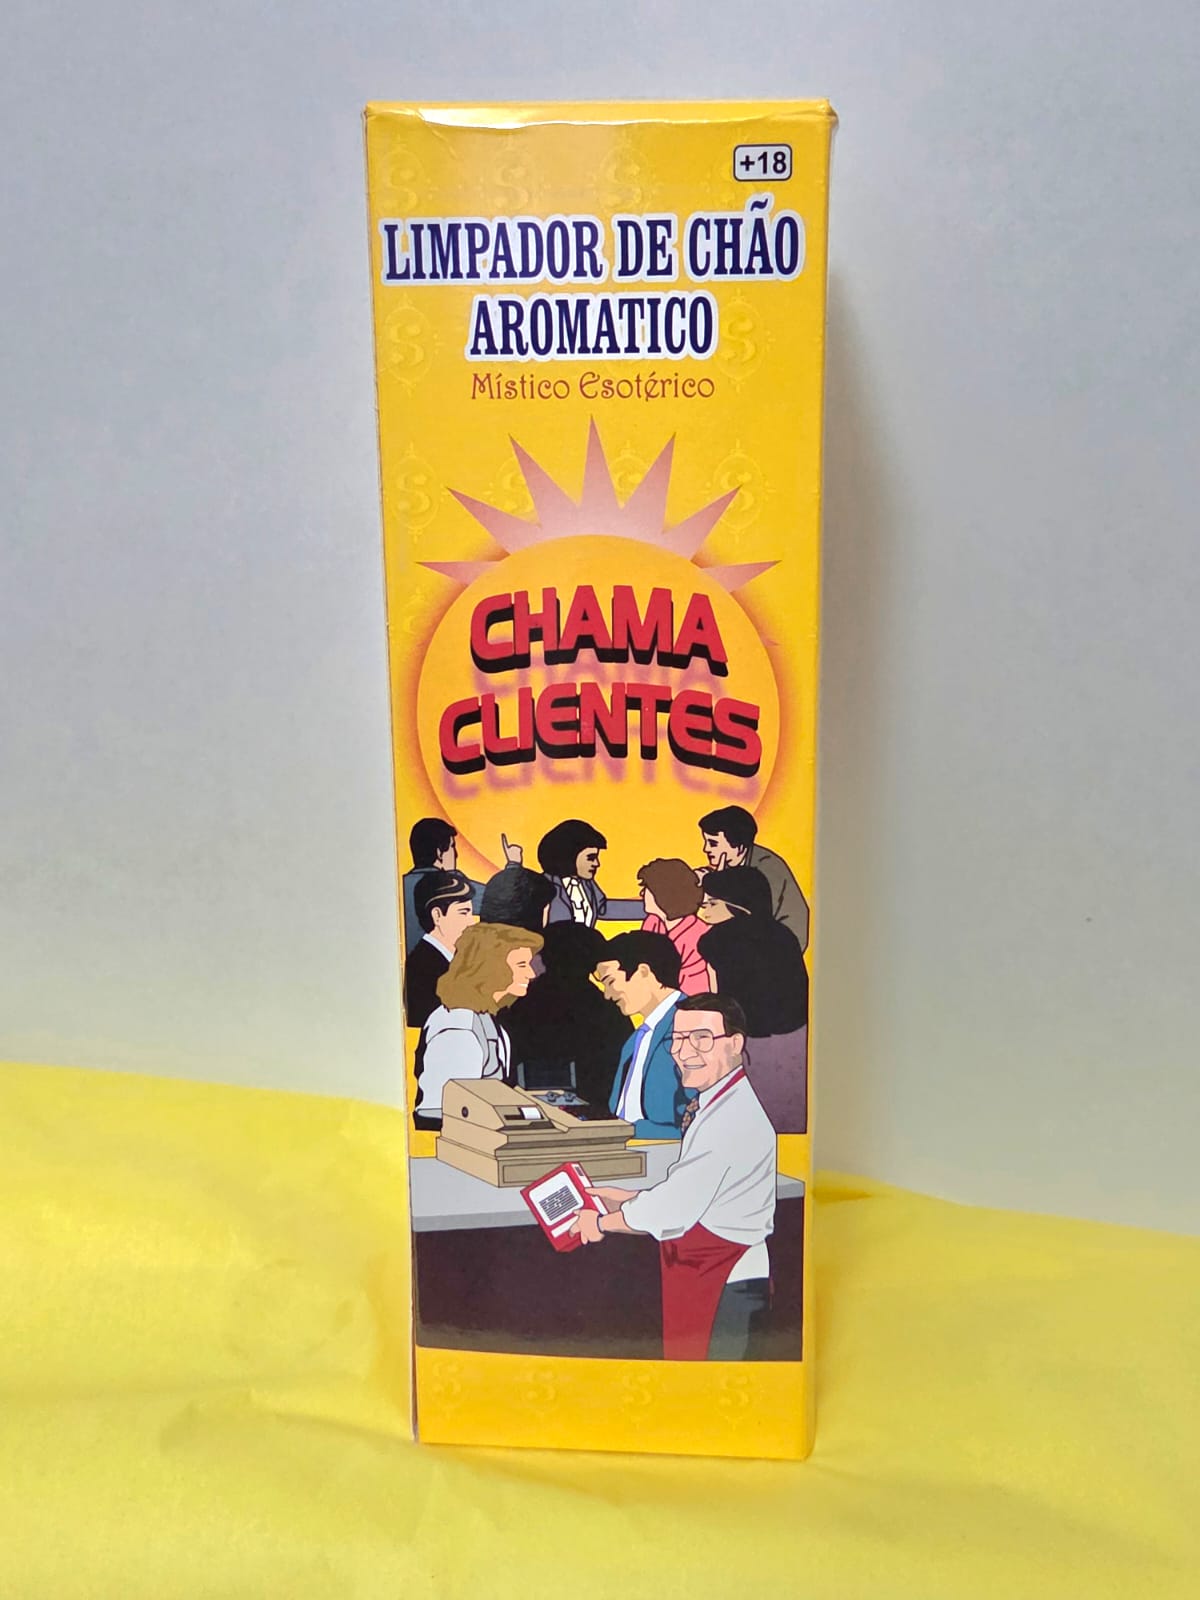 +18
LIMPADOR DE CHÃO
AROMATICO
Místico Esotérico
CHAMA
CLIENTES